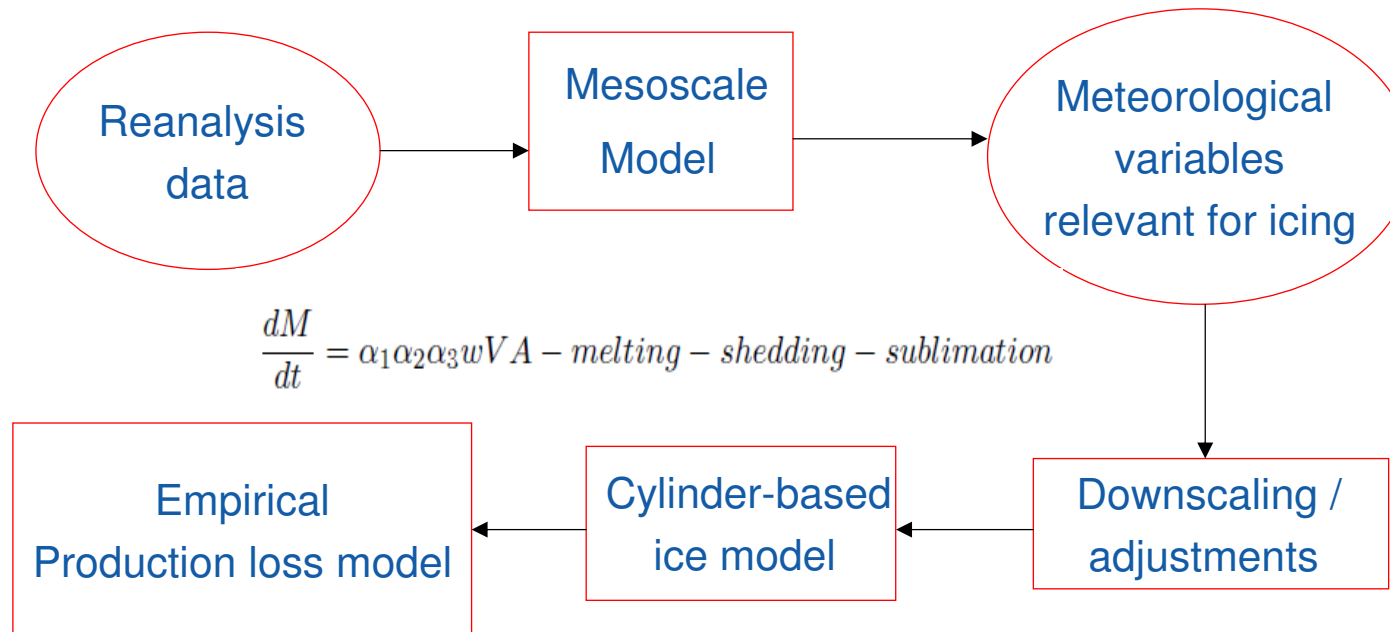 Reanalysis
data
Mesoscale
Model
Meteorological
variables
relevant for icing
dM/dt = α₁α₂α₃wVA − melting − shedding − sublimation
Empirical
Production loss model
Cylinder-based
ice model
Downscaling /
adjustments